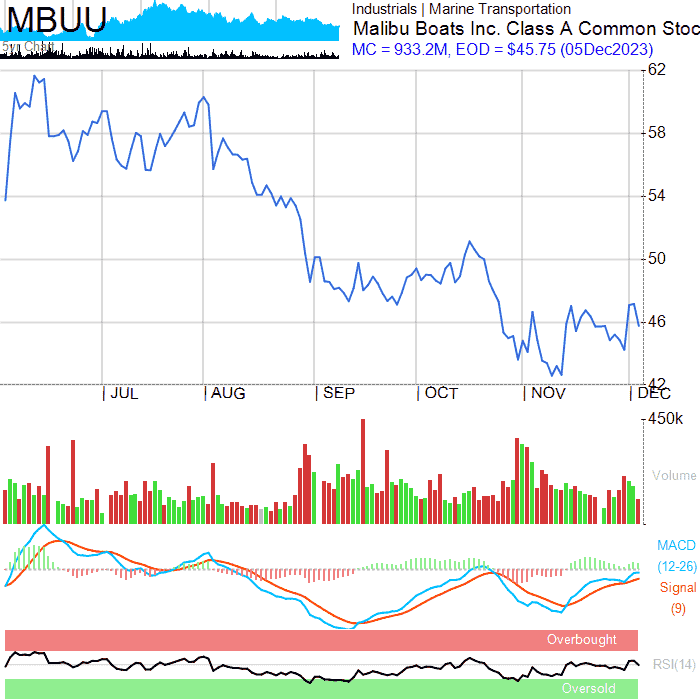 MBUU
5yr Chart
Industrials | Marine Transportation
Malibu Boats Inc. Class A Common Stoc
MC = 933.2M, EOD = $45.75 (05Dec2023)
62
58
54
50
46
42
JUL AUG SEP OCT NOV DEC
450k
Volume
MACD
(12-26)
Signal
(9)
Overbought
RSI(14)
Oversold